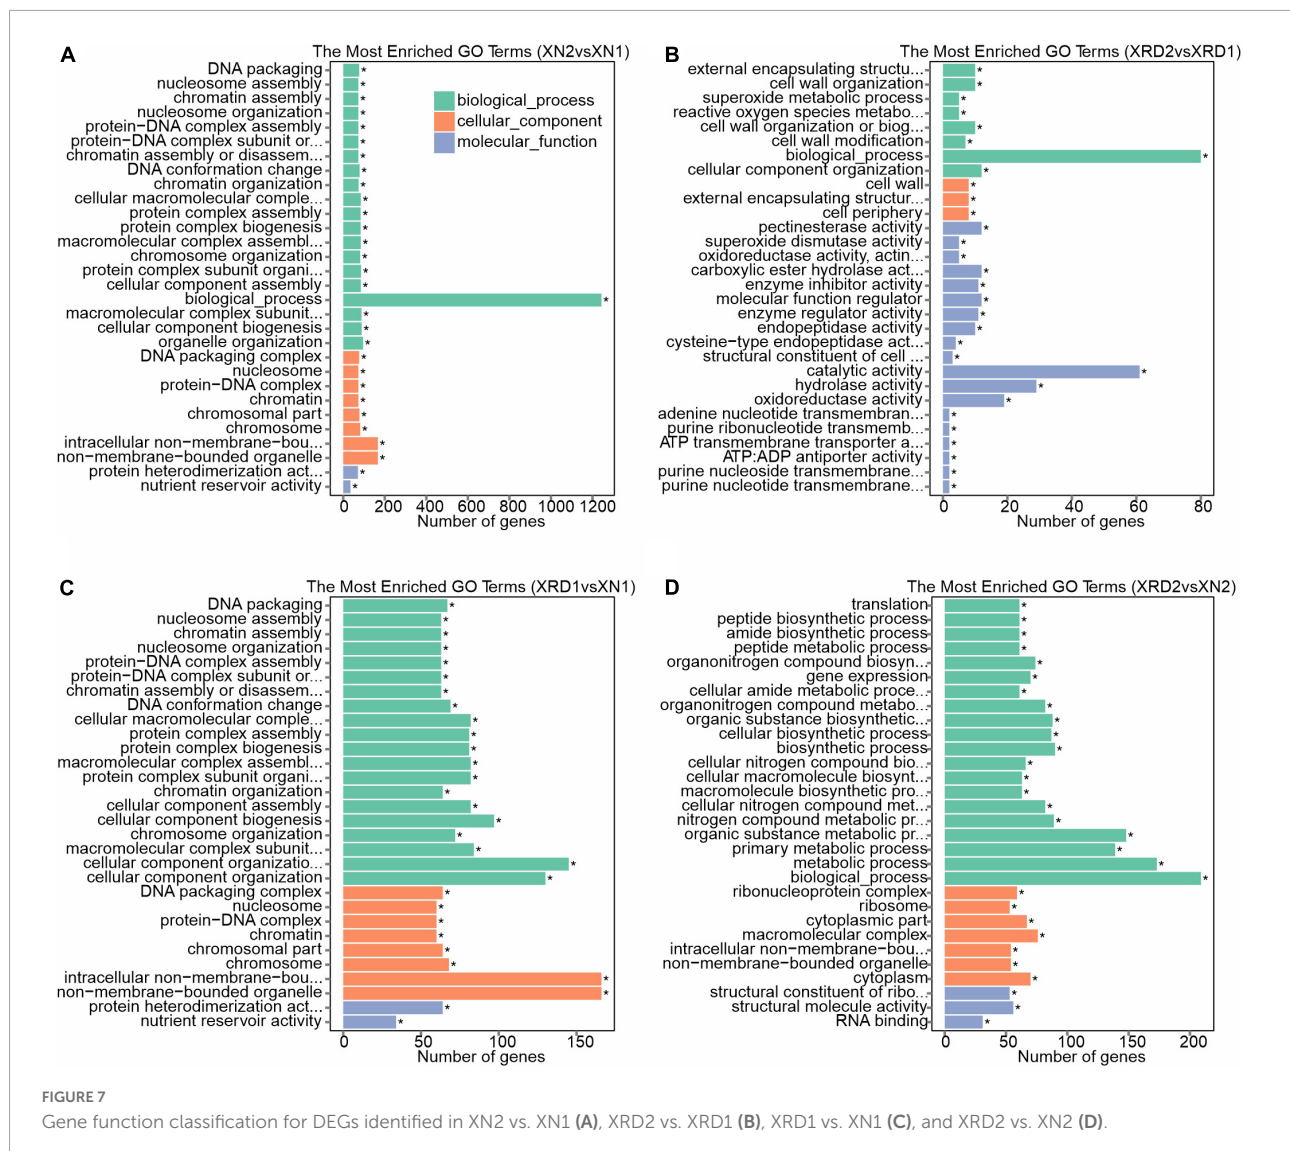 A
The Most Enriched GO Terms (XN2vsXN1)
DNA packaging
nucleosome assembly
chromatin assembly
nucleosome organization
protein−DNA complex assembly
protein−DNA complex subunit or...
chromatin assembly or disassem...
DNA conformation change
chromatin organization
cellular macromolecular comple...
protein complex assembly
protein complex biogenesis
macromolecular complex assembl...
chromosome organization
protein complex subunit organi...
cellular component assembly
biological_process
macromolecular complex subunit...
cellular component biogenesis
organelle organization
DNA packaging complex
nucleosome
protein−DNA complex
chromatin
chromosomal part
chromosome
intracellular non−membrane−bou...
non−membrane−bounded organelle
protein heterodimerization act...
nutrient reservoir activity
biological_process
cellular_component
molecular_function
0 200 400 600 800 1000 1200
Number of genes
B
The Most Enriched GO Terms (XRD2vsXRD1)
external encapsulating structu...
cell wall organization
superoxide metabolic process
reactive oxygen species metabo...
cell wall organization or biog...
cell wall modification
biological_process
cellular component organization
cell wall
external encapsulating structur...
cell periphery
pectinesterase activity
superoxide dismutase activity
oxidoreductase activity, actin...
carboxylic ester hydrolase act...
enzyme inhibitor activity
molecular function regulator
enzyme regulator activity
endopeptidase activity
cysteine−type endopeptidase act...
structural constituent of cell ...
catalytic activity
hydrolase activity
oxidoreductase activity
adenine nucleotide transmembran...
purine ribonucleotide transmemb...
ATP transmembrane transporter a...
ATP:ADP antiporter activity
purine nucleoside transmembrane...
purine nucleotide transmembrane...
0 20 40 60 80
Number of genes
C
The Most Enriched GO Terms (XRD1vsXN1)
DNA packaging
nucleosome assembly
chromatin assembly
nucleosome organization
protein−DNA complex assembly
protein−DNA complex subunit or...
chromatin assembly or disassem...
DNA conformation change
cellular macromolecular comple...
protein complex assembly
protein complex biogenesis
macromolecular complex assembl...
protein complex subunit organi...
chromatin organization
cellular component assembly
cellular component biogenesis
chromosome organization
macromolecular complex subunit...
cellular component organizatio...
cellular component organization
DNA packaging complex
nucleosome
protein−DNA complex
chromatin
chromosomal part
chromosome
intracellular non−membrane−bou...
non−membrane−bounded organelle
protein heterodimerization act...
nutrient reservoir activity
0 50 100 150
Number of genes
D
The Most Enriched GO Terms (XRD2vsXN2)
translation
peptide biosynthetic process
amide biosynthetic process
peptide metabolic process
organonitrogen compound biosyn...
gene expression
cellular amide metabolic proce...
organonitrogen compound metabo...
organic substance biosynthetic...
cellular biosynthetic process
biosynthetic process
cellular nitrogen compound bio...
cellular macromolecule biosynt...
macromolecule biosynthetic pro...
cellular nitrogen compound met...
nitrogen compound metabolic pr...
organic substance metabolic pr...
primary metabolic process
metabolic process
biological_process
ribonucleoprotein complex
ribosome
cytoplasmic part
macromolecular complex
intracellular non−membrane−bou...
non−membrane−bounded organelle
cytoplasm
structural constituent of ribo...
structural molecule activity
RNA binding
0 50 100 150 200
Number of genes
FIGURE 7
Gene function classification for DEGs identified in XN2 vs. XN1 (A), XRD2 vs. XRD1 (B), XRD1 vs. XN1 (C), and XRD2 vs. XN2 (D).